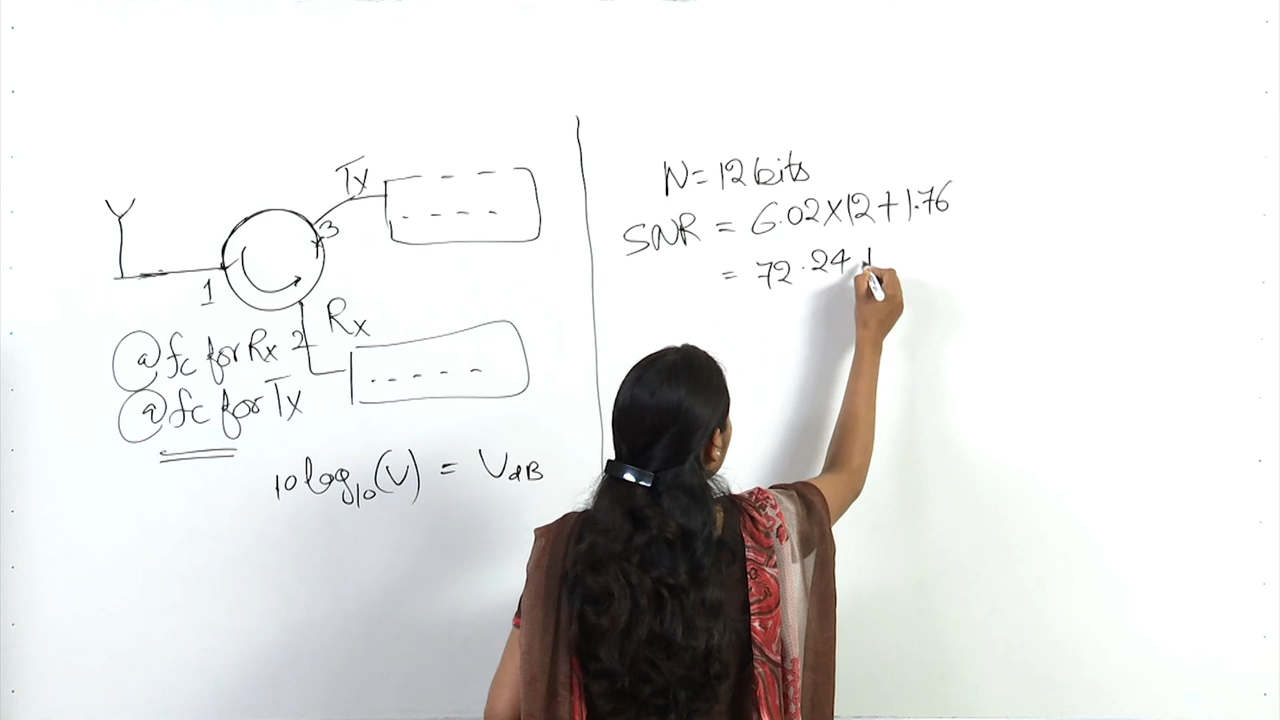 Tx
3
1
Rx
2
@ fc for Rx
@ fc for Tx
10 log₁₀(V) = VdB
N = 12 bits
SNR = 6.02 X 12 + 1.76
= 72.24